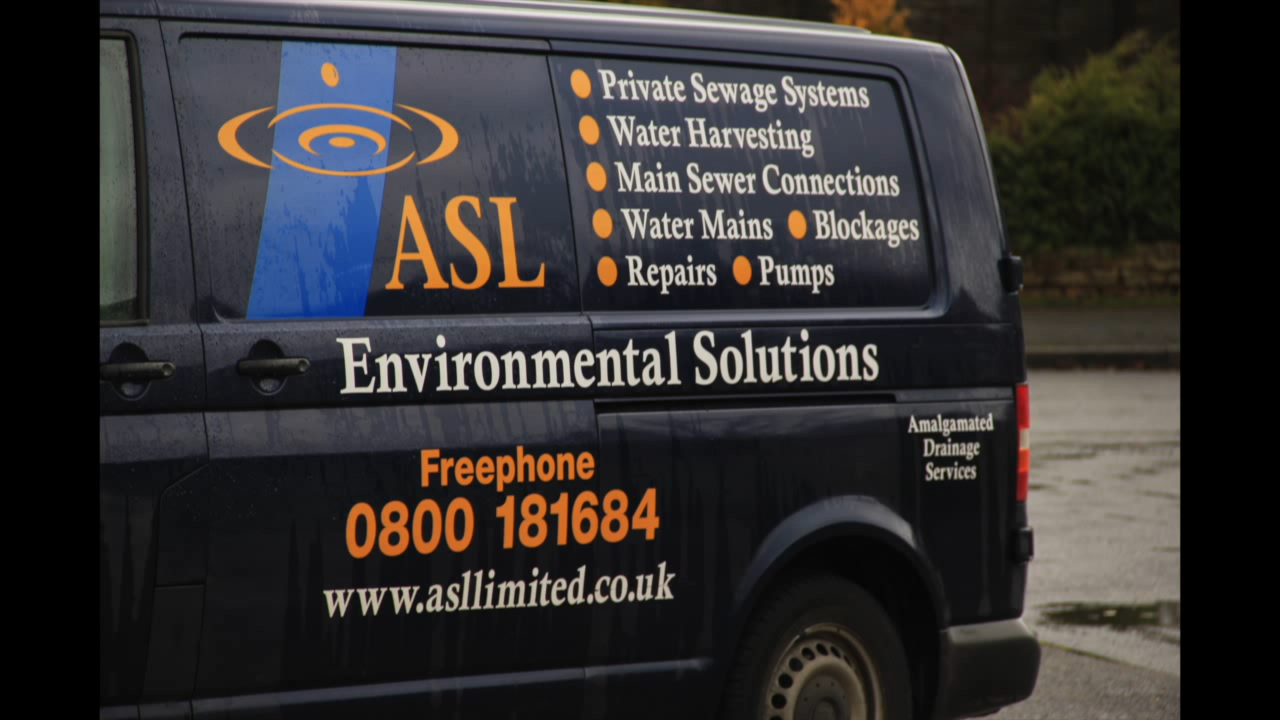 ASL
Private Sewage Systems
Water Harvesting
Main Sewer Connections
Water Mains Blockages
Repairs Pumps
Environmental Solutions
Amalgamated
Drainage
Services
Freephone
0800 181684
www.asllimited.co.uk